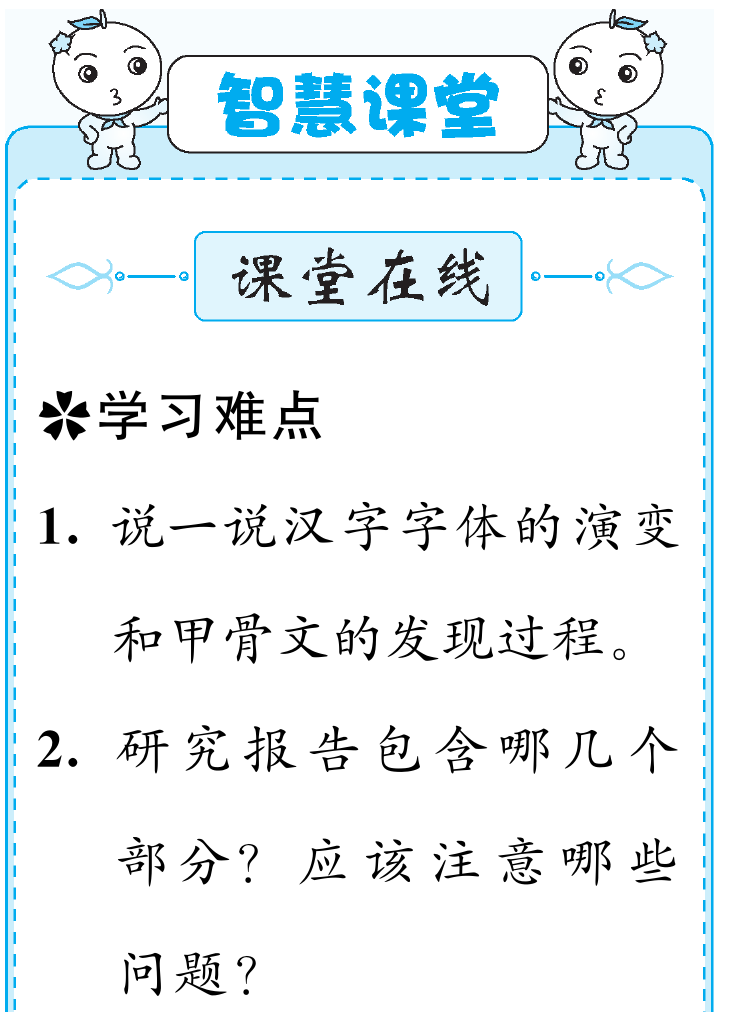 智慧课堂
课堂在线
学习难点
1. 说一说汉字字体的演变
和甲骨文的发现过程。
2. 研究报告包含哪几个
部分？应该注意哪些
问题？